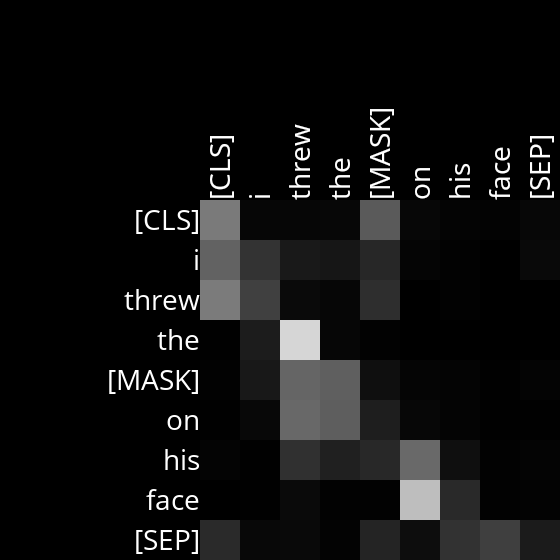 [CLS] i threw the [MASK] on his face [SEP]
[CLS]
i
threw
the
[MASK]
on
his
face
[SEP]